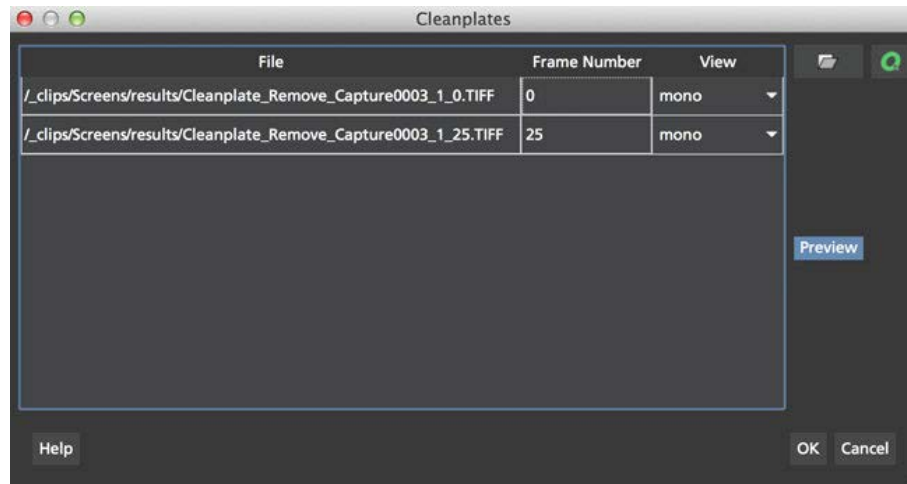 Cleanplates
File Frame Number View
/_clips/Screens/results/Cleanplate_Remove_Capture0003_1_0.TIFF 0 mono
/_clips/Screens/results/Cleanplate_Remove_Capture0003_1_25.TIFF 25 mono
Preview
Help OK Cancel